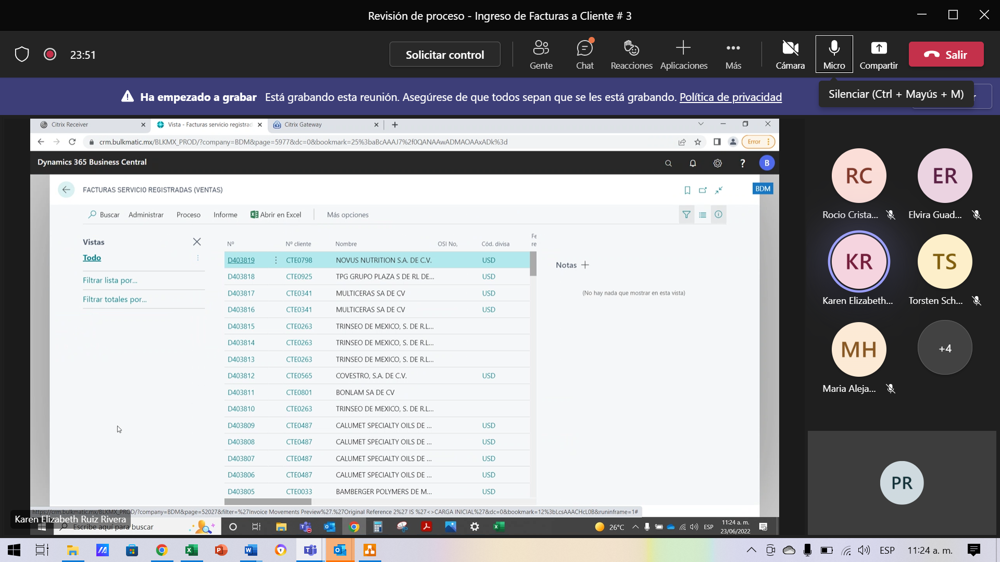 Revisión de proceso - Ingreso de Facturas a Cliente # 3
23:51
Solicitar control
Gente
Chat
Reacciones
Aplicaciones
Más
Cámara
Micro
Compartir
Salir
Ha empezado a grabar Está grabando esta reunión. Asegúrese de que todos sepan que se les está grabando. Política de privacidad
Silenciar (Ctrl + Mayús + M)
Citrix Receiver
Vista - Facturas servicio registrad
Citrix Gateway
crm.bulkmatic.mx/BLKMX_PROD/?company=BDM&page=5977&dc=0&bookmark=25%3baBcAAAJ7%2f0QANAAwADMAOAAxADk%3d
Error
Dynamics 365 Business Central
?
B
FACTURAS SERVICIO REGISTRADAS (VENTAS)
BDM
Buscar
Administrar
Proceso
Informe
Abrir en Excel
Más opciones
Vistas
Todo
Filtrar lista por...
Filtrar totales por...
Nº Nº cliente Nombre OSI No, Cód. divisa Fe re
D403819 CTE0798 NOVUS NUTRITION S.A. DE C.V. USD
D403818 CTE0925 TPG GRUPO PLAZA S DE RL DE... USD
D403817 CTE0341 MULTICERAS SA DE CV USD
D403816 CTE0341 MULTICERAS SA DE CV USD
D403815 CTE0263 TRINSEO DE MEXICO, S. DE R.L...
D403814 CTE0263 TRINSEO DE MEXICO, S. DE R.L...
D403813 CTE0263 TRINSEO DE MEXICO, S. DE R.L...
D403812 CTE0565 COVESTRO, S.A. DE C.V. USD
D403811 CTE0801 BONLAM SA DE CV
D403810 CTE0263 TRINSEO DE MEXICO, S. DE R.L...
D403809 CTE0487 CALUMET SPECIALTY OILS DE ... USD
D403808 CTE0487 CALUMET SPECIALTY OILS DE ... USD
D403807 CTE0487 CALUMET SPECIALTY OILS DE ... USD
D403806 CTE0487 CALUMET SPECIALTY OILS DE ... USD
D403805 CTE0033 BAMBERGER POLYMERS DE M... USD
Notas
(No hay nada que mostrar en esta vista)
https://crm.bulkmatic.mx/BLKMX_PROD/?company=BDM&page=52027&filter=%27Invoice Movements Preview%27.%27Original Reference 2%27 IS %27<>CARGA INICIAL%27&dc=0&bookmark=12%3bLcsAAACHcL0B&runinframe=1#
Karen Elizabeth Ruiz Rivera
Escribe aquí para buscar
26°C
ESP
11:24 a. m.
23/06/2022
RC
Rocio Crista...
ER
Elvira Guad...
KR
Karen Elizabeth...
TS
Torsten Sch...
MH
Maria Aleja...
+4
PR
ESP
11:24 a. m.